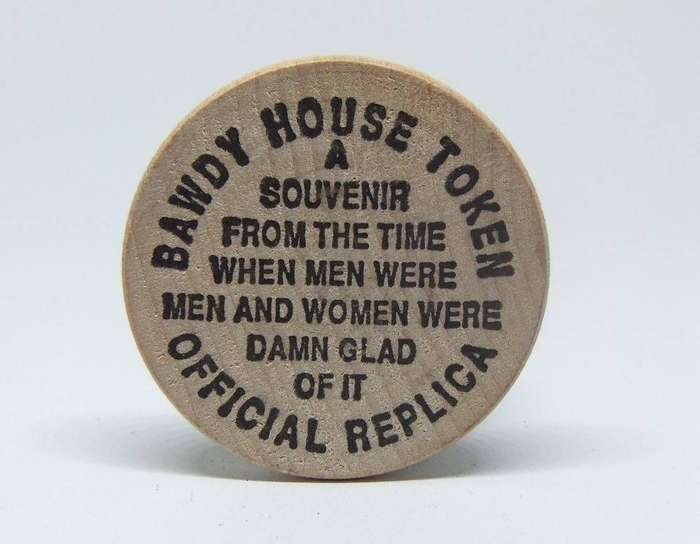 BAWDY HOUSE TOKEN
A
SOUVENIR
FROM THE TIME
WHEN MEN WERE
MEN AND WOMEN WERE
DAMN GLAD
OF IT
OFFICIAL REPLICA